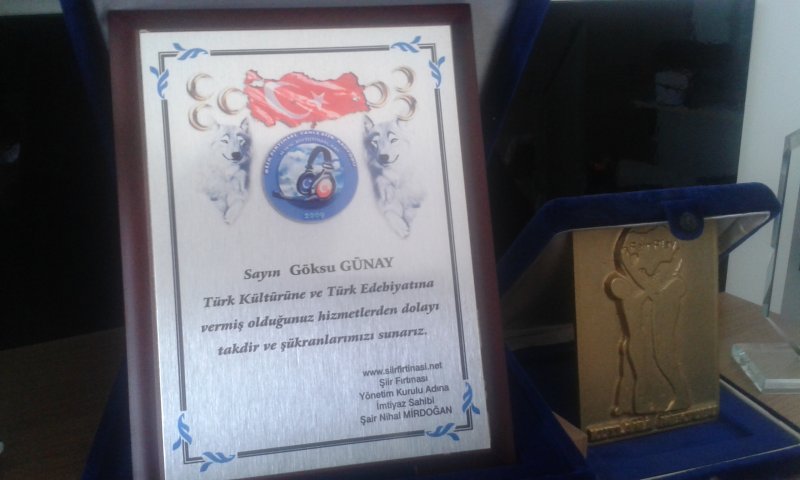 2009
Sayın Göksu GÜNAY
Türk Kültürüne ve Türk Edebiyatına
vermiş olduğunuz hizmetlerden dolayı
takdir ve şükranlarımızı sunarız.
www.siirfirtinasi.net
Şiir Fırtınası
Yönetim Kurulu Adına
İmtiyaz Sahibi
Şair Nihal MİRDOĞAN